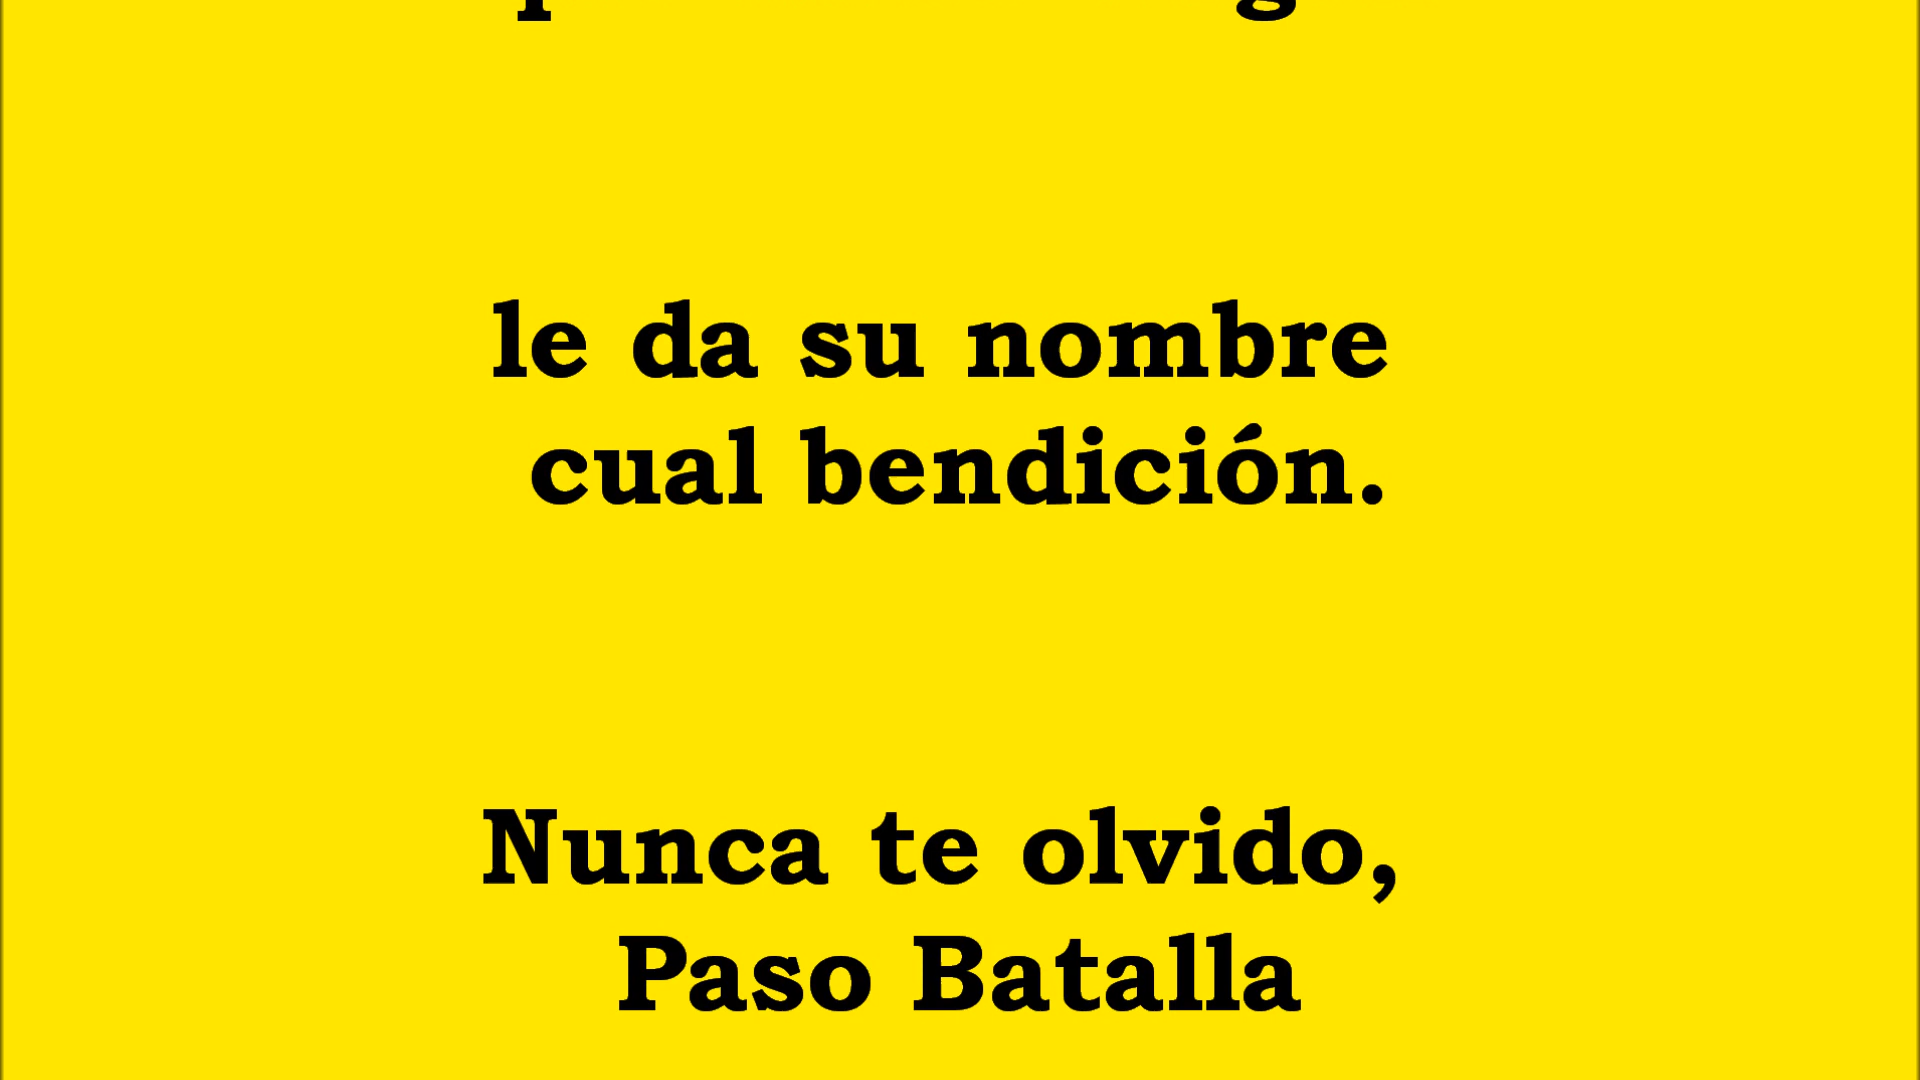 le da su nombre
cual bendición.
Nunca te olvido,
Paso Batalla